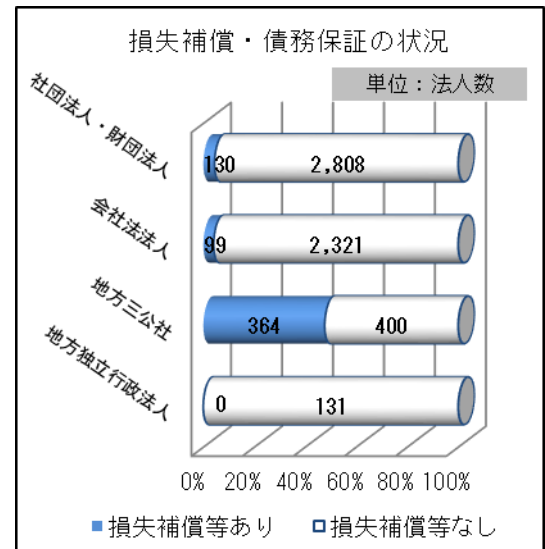 損失補償・債務保証の状況
単位：法人数
社団法人・財団法人
130 2,808
会社法法人
99 2,321
地方三公社
364 400
地方独立行政法人
0 131
0% 20% 40% 60% 80% 100%
損失補償等あり 損失補償等なし